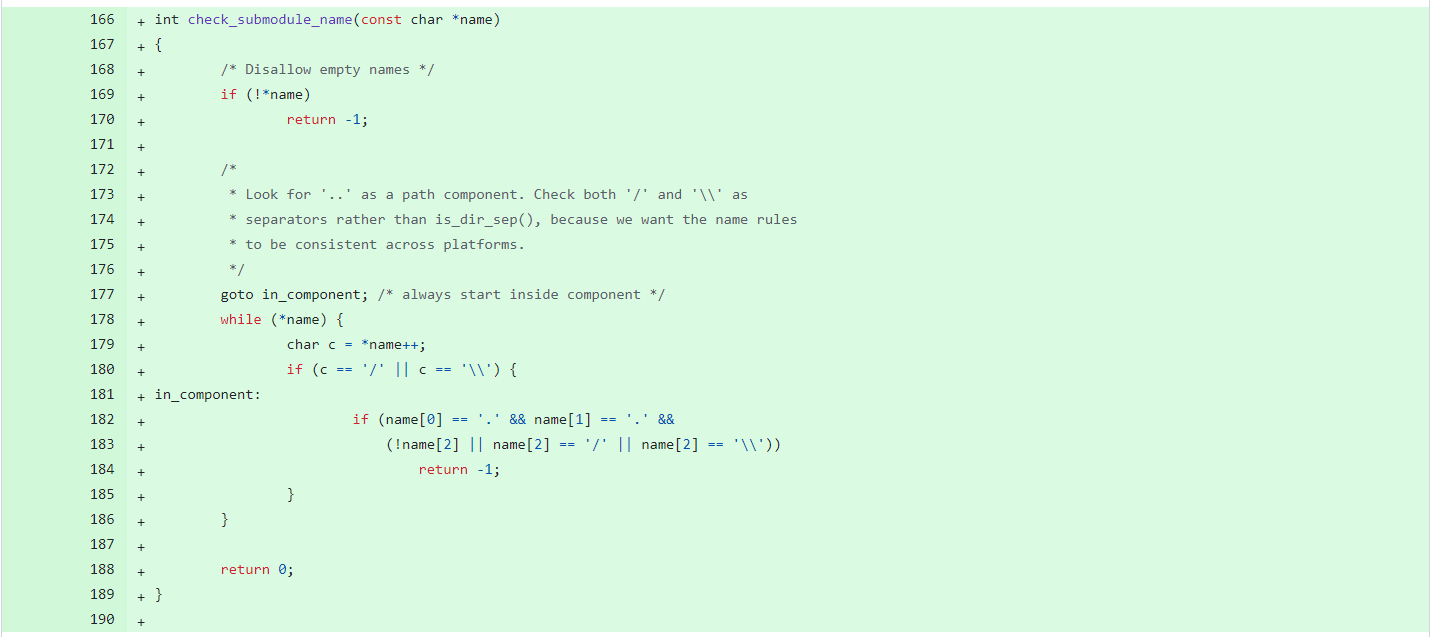 166 + int check_submodule_name(const char *name)
167 + {
168 + /* Disallow empty names */
169 + if (!*name)
170 + return -1;
171 +
172 + /*
173 + * Look for '..' as a path component. Check both '/' and '\\' as
174 + * separators rather than is_dir_sep(), because we want the name rules
175 + * to be consistent across platforms.
176 + */
177 + goto in_component; /* always start inside component */
178 + while (*name) {
179 + char c = *name++;
180 + if (c == '/' || c == '\\') {
181 + in_component:
182 + if (name[0] == '.' && name[1] == '.' &&
183 + (!name[2] || name[2] == '/' || name[2] == '\\'))
184 + return -1;
185 + }
186 + }
187 +
188 + return 0;
189 + }
190 +